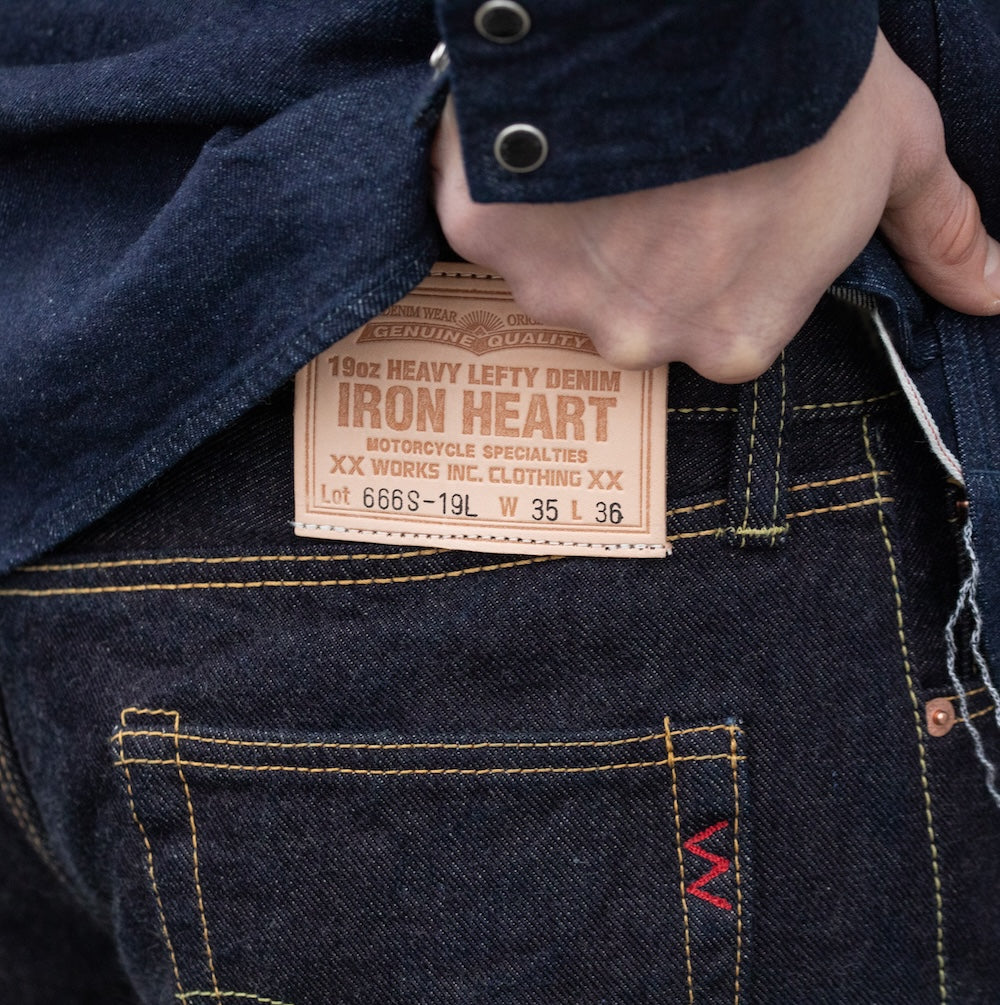 DENIM WEAR
GENUINE QUALITY
19oz HEAVY LEFTY DENIM
IRON HEART
MOTORCYCLE SPECIALTIES
XX WORKS INC. CLOTHING XX
Lot 666S-19L W 35 L 36
W